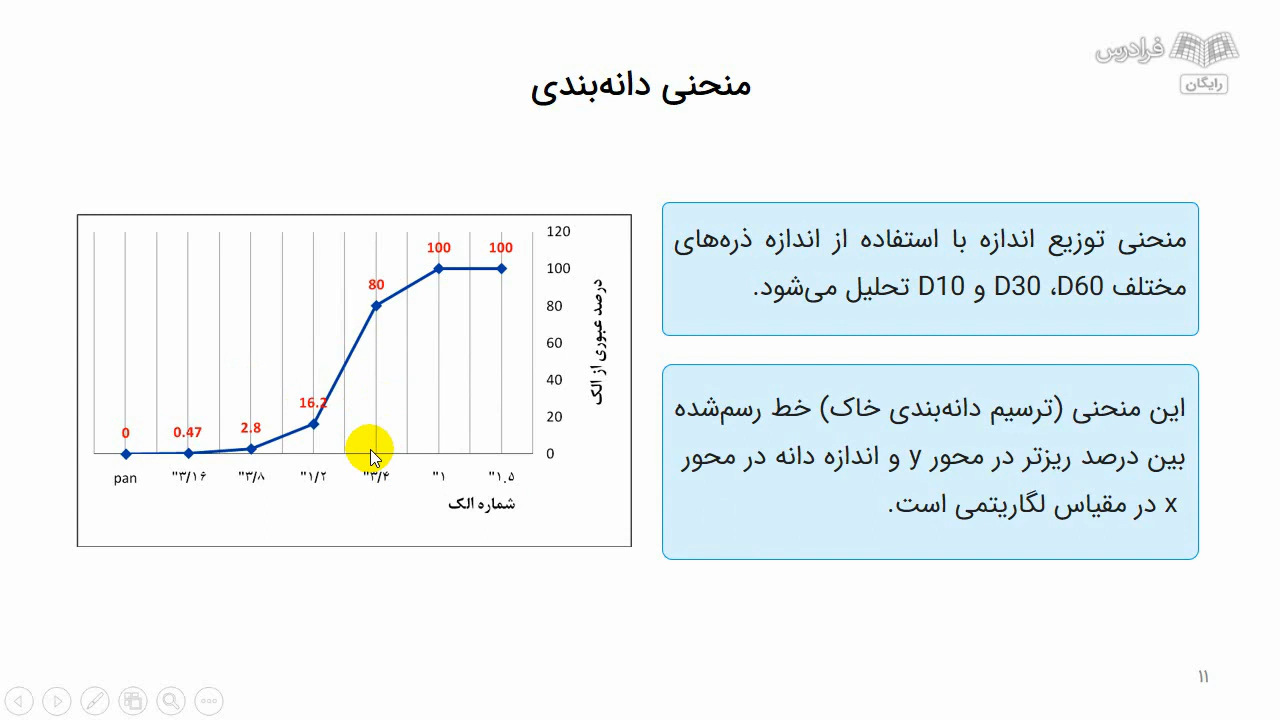 فرادرس
رایگان
منحنی دانه‌بندی
منحنی توزیع اندازه با استفاده از اندازه ذره‌های
مختلف D60، D30 و D10 تحلیل می‌شود.
این منحنی (ترسیم دانه‌بندی خاک) خط رسم‌شده
بین درصد ریزتر در محور y و اندازه دانه در محور
x در مقیاس لگاریتمی است.
120
100
80
60
40
20
0
درصد عبوری از الک
0
0.47
2.8
16.2
80
100
100
pan
"۳/۱۶
"۳/۸
"۱/۲
"۳/۴
"۱
"۱.۵
شماره الک
۱۱